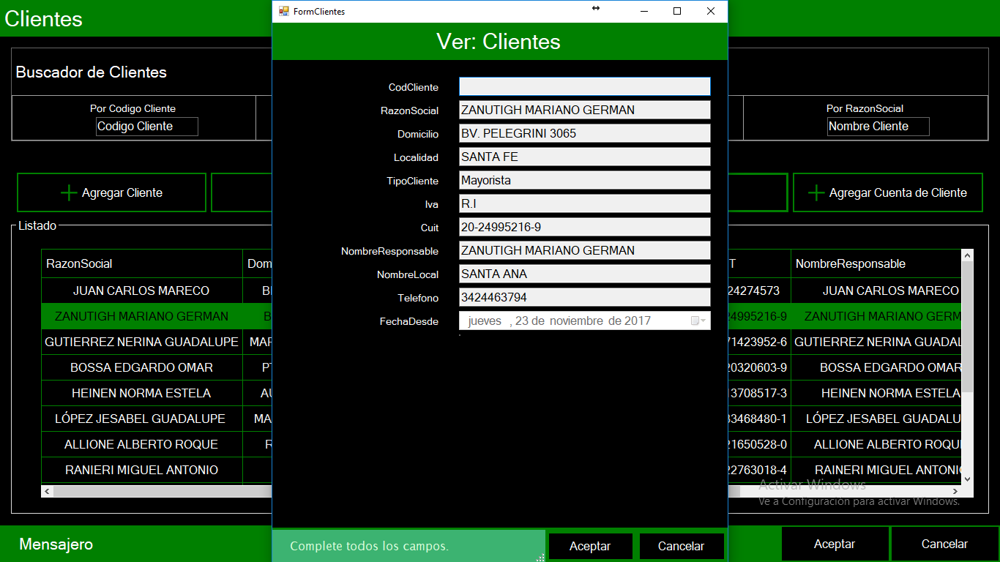 Clientes
FormClientes
Ver: Clientes
Buscador de Clientes
Por Codigo Cliente
Codigo Cliente
Por RazonSocial
Nombre Cliente
Agregar Cliente
Agregar Cuenta de Cliente
CodCliente
RazonSocial ZANUTIGH MARIANO GERMAN
Domicilio BV. PELEGRINI 3065
Localidad SANTA FE
TipoCliente Mayorista
Iva R.I
Cuit 20-24995216-9
NombreResponsable ZANUTIGH MARIANO GERMAN
NombreLocal SANTA ANA
Telefono 3424463794
FechaDesde jueves , 23 de noviembre de 2017
Listado
RazonSocial Dom T NombreResponsable
JUAN CARLOS MARECO 24274573 JUAN CARLOS MARECO
ZANUTIGH MARIANO GERMAN 24995216-9 ZANUTIGH MARIANO GERM
GUTIERREZ NERINA GUADALUPE MAR 71423952-6 GUTIERREZ NERINA GUADAL
BOSSA EDGARDO OMAR PT 20320603-9 BOSSA EDGARDO OMAR
HEINEN NORMA ESTELA AU 13708517-3 HEINEN NORMA ESTELA
LÓPEZ JESABEL GUADALUPE MA 33468480-1 LÓPEZ JESABEL GUADALU
ALLIONE ALBERTO ROQUE R 21650528-0 ALLIONE ALBERTO ROQU
RANIERI MIGUEL ANTONIO 22763018-4 RAINERI MIGUEL ANTONIO
Activar Windows
Ve a Configuración para activar Windows.
Mensajero
Complete todos los campos.
Aceptar
Cancelar
Aceptar
Cancelar